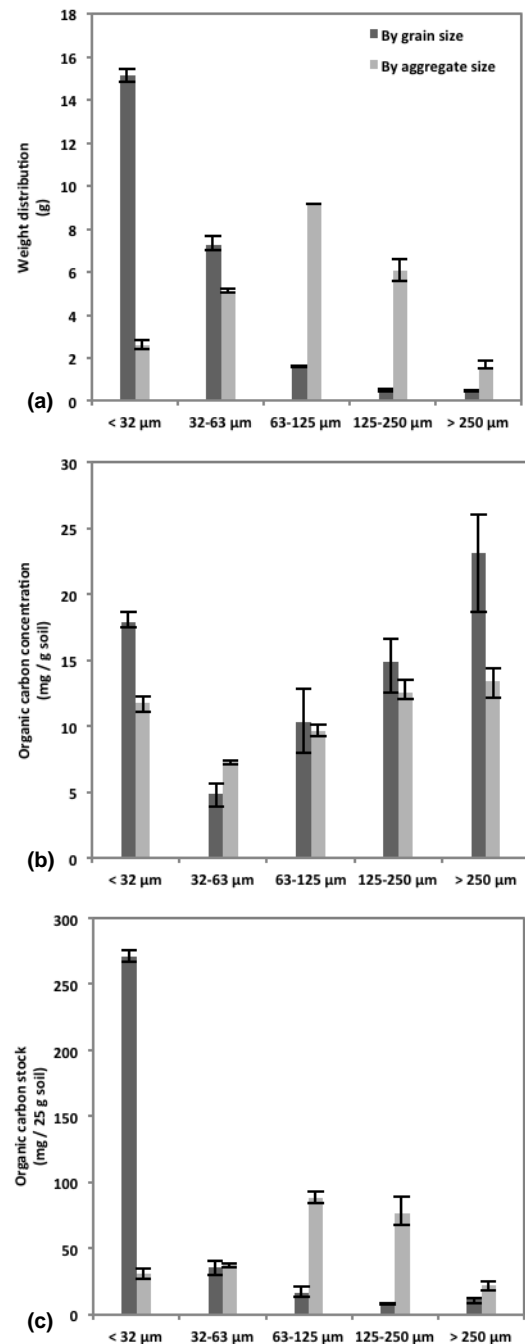 18
16
14
12
10
8
6
4
2
0
Weight distribution
(g)
By grain size
By aggregate size
(a)
< 32 µm 32-63 µm 63-125 µm 125-250 µm > 250 µm
30
25
20
15
10
5
0
Organic carbon concentration
(mg / g soil)
(b)
< 32 µm 32-63 µm 63-125 µm 125-250 µm > 250 µm
300
250
200
150
100
50
0
Organic carbon stock
(mg / 25 g soil)
(c)
< 32 µm 32-63 µm 63-125 µm 125-250 µm > 250 µm